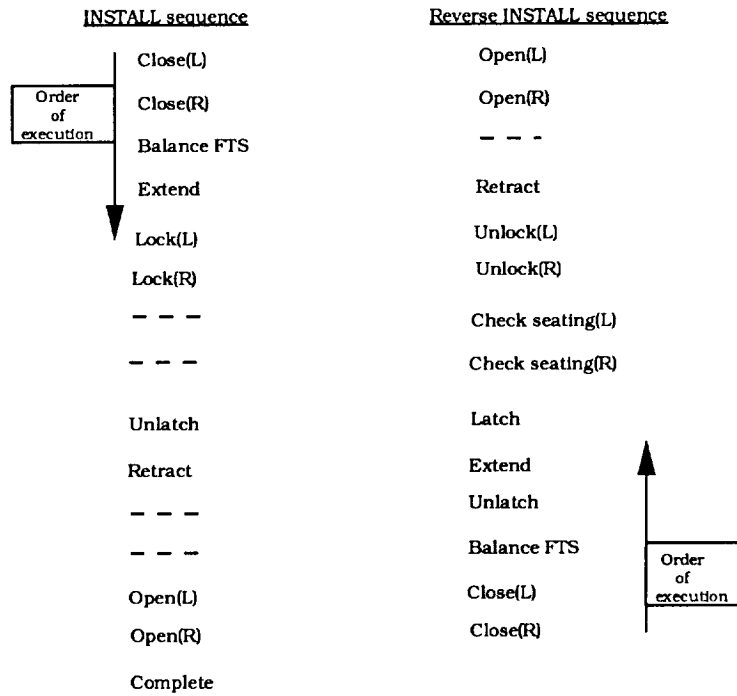 INSTALL sequence
Close(L)
Order
of
execution
Close(R)
Balance FTS
Extend
Lock(L)
Lock(R)
– – –
– – –
Unlatch
Retract
– – –
– – –
Open(L)
Open(R)
Complete
Reverse INSTALL sequence
Open(L)
Open(R)
– – –
Retract
Unlock(L)
Unlock(R)
Check seating(L)
Check seating(R)
Latch
Extend
Unlatch
Balance FTS
Close(L)
Close(R)
Order
of
execution